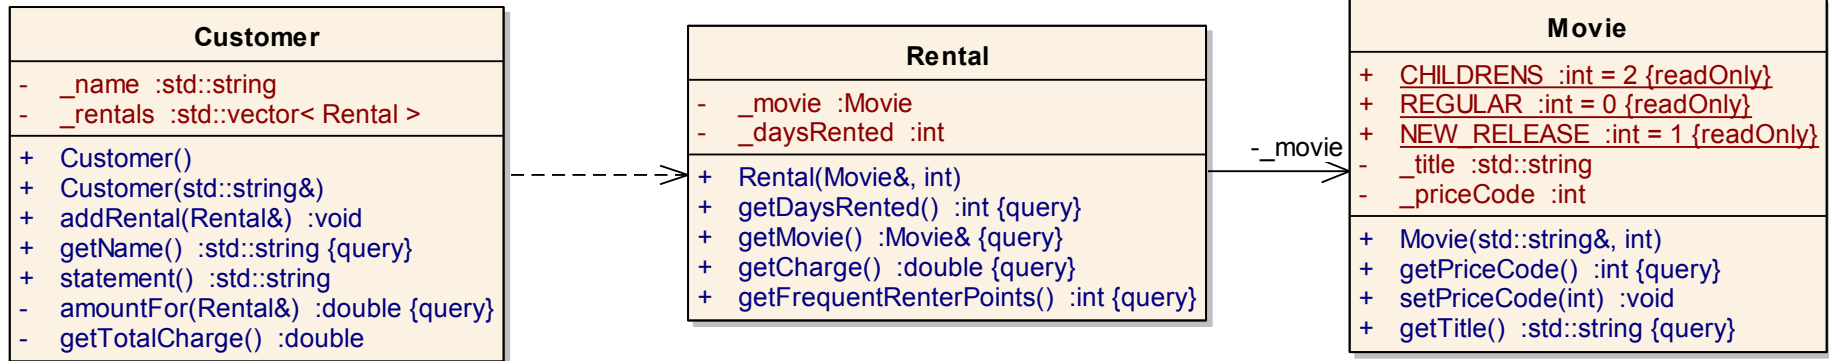 Customer
- _name :std::string
- _rentals :std::vector< Rental >
+ Customer()
+ Customer(std::string&)
+ addRental(Rental&) :void
+ getName() :std::string {query}
+ statement() :std::string
- amountFor(Rental&) :double {query}
- getTotalCharge() :double
Rental
- _movie :Movie
- _daysRented :int
+ Rental(Movie&, int)
+ getDaysRented() :int {query}
+ getMovie() :Movie& {query}
+ getCharge() :double {query}
+ getFrequentRenterPoints() :int {query}
-_movie
Movie
+ CHILDRENS :int = 2 {readOnly}
+ REGULAR :int = 0 {readOnly}
+ NEW_RELEASE :int = 1 {readOnly}
- _title :std::string
- _priceCode :int
+ Movie(std::string&, int)
+ getPriceCode() :int {query}
+ setPriceCode(int) :void
+ getTitle() :std::string {query}